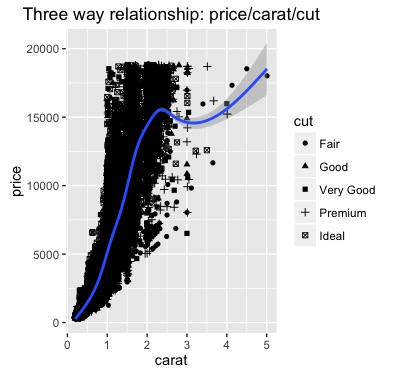 Three way relationship: price/carat/cut
20000
15000
10000
5000
0
price
0 1 2 3 4 5
carat
cut
Fair
Good
Very Good
Premium
Ideal